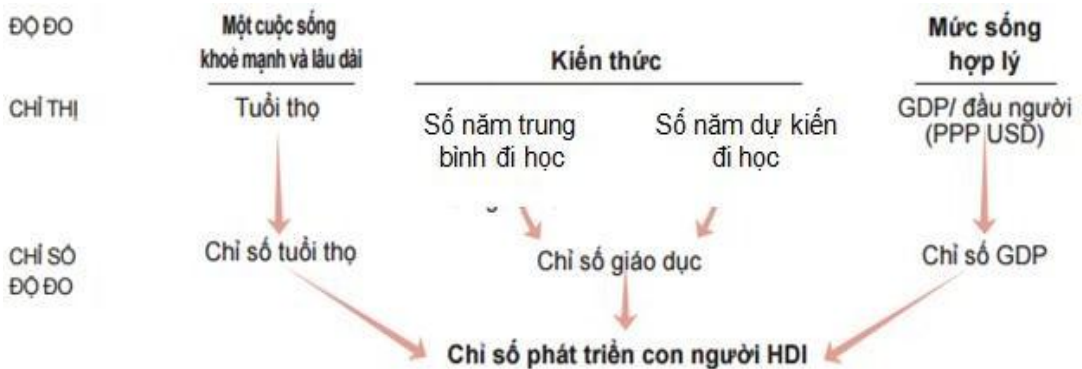 ĐỘ ĐO
Một cuộc sống
khoẻ mạnh và lâu dài
Kiến thức
Mức sống
hợp lý
CHỈ THỊ
Tuổi thọ
Số năm trung
bình đi học
Số năm dự kiến
đi học
GDP/ đầu người
(PPP USD)
CHỈ SỐ
ĐỘ ĐO
Chỉ số tuổi thọ
Chỉ số giáo dục
Chỉ số GDP
Chỉ số phát triển con người HDI